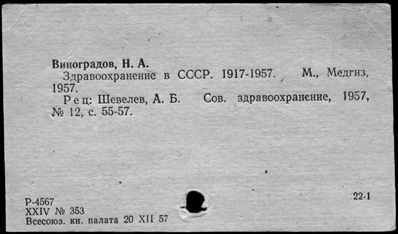 Виноградов, Н. А.
Здравоохранение в СССР. 1917-1957. М., Медгиз,
1957.
Рец: Шевелев, А. Б. Сов. здравоохранение, 1957,
№ 12, с. 55-57.
Р-4567
22-1
XXIV № 353
Всесоюз. кн. палата 20 XII 57